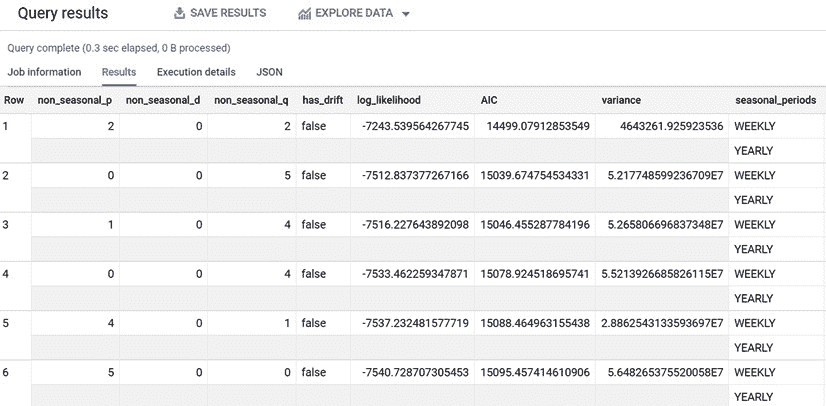 Query results SAVE RESULTS EXPLORE DATA
Query complete (0.3 sec elapsed, 0 B processed)
Job information Results Execution details JSON
Row non_seasonal_p non_seasonal_d non_seasonal_q has_drift log_likelihood AIC variance seasonal_periods
1 2 0 2 false -7243.539564267745 14499.07912853549 4643261.925923536 WEEKLY
YEARLY
2 0 0 5 false -7512.837377267166 15039.674754534331 5.217748599236709E7 WEEKLY
YEARLY
3 1 0 4 false -7516.227643892098 15046.455287784196 5.265806696837348E7 WEEKLY
YEARLY
4 0 0 4 false -7533.462259347871 15078.924518695741 5.5213926685826115E7 WEEKLY
YEARLY
5 4 0 1 false -7537.232481577719 15088.464963155438 2.8862543133593697E7 WEEKLY
YEARLY
6 5 0 0 false -7540.728707305453 15095.457414610906 5.648265375520058E7 WEEKLY
YEARLY